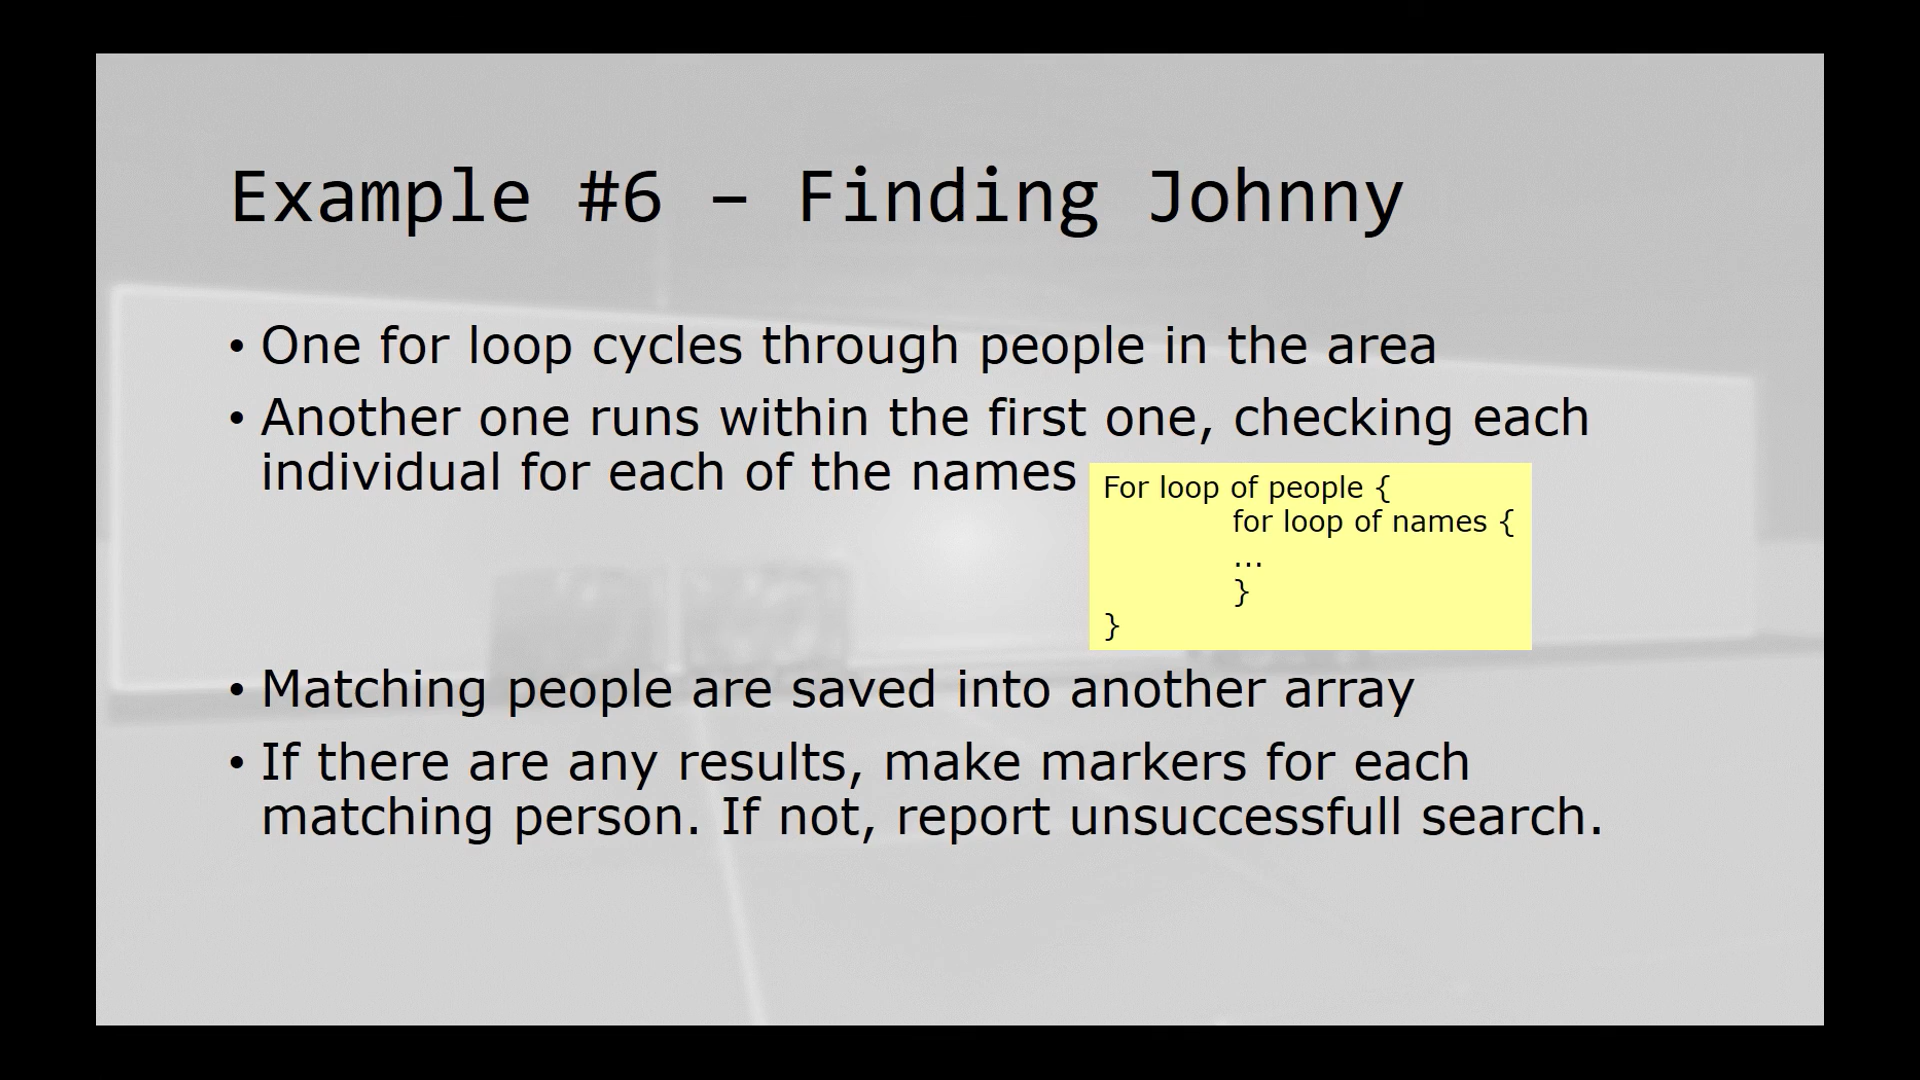 Example #6 – Finding Johnny
• One for loop cycles through people in the area
• Another one runs within the first one, checking each
individual for each of the names
For loop of people {
for loop of names {
...
}
}
• Matching people are saved into another array
• If there are any results, make markers for each
matching person. If not, report unsuccessfull search.